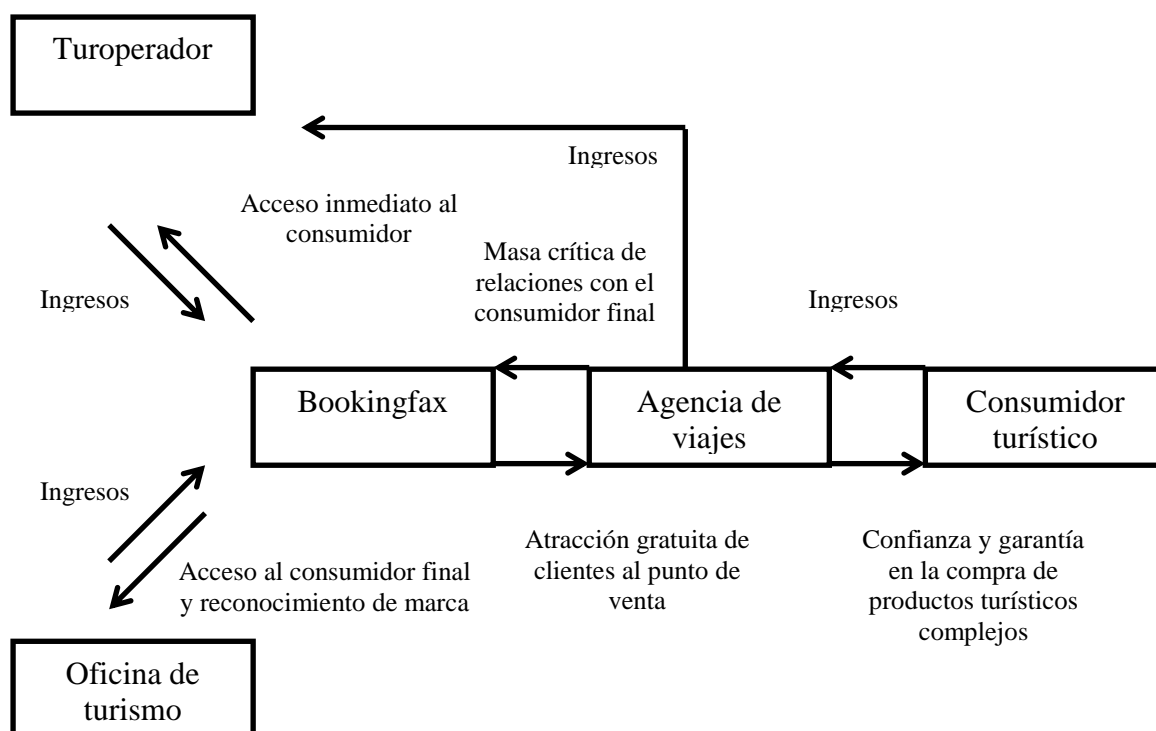 Turoperador
Ingresos
Acceso inmediato al
consumidor
Masa crítica de
relaciones con el
consumidor final
Ingresos
Ingresos
Bookingfax
Agencia de
viajes
Consumidor
turístico
Ingresos
Acceso al consumidor final
y reconocimiento de marca
Atracción gratuita de
clientes al punto de
venta
Confianza y garantía
en la compra de
productos turísticos
complejos
Oficina de
turismo